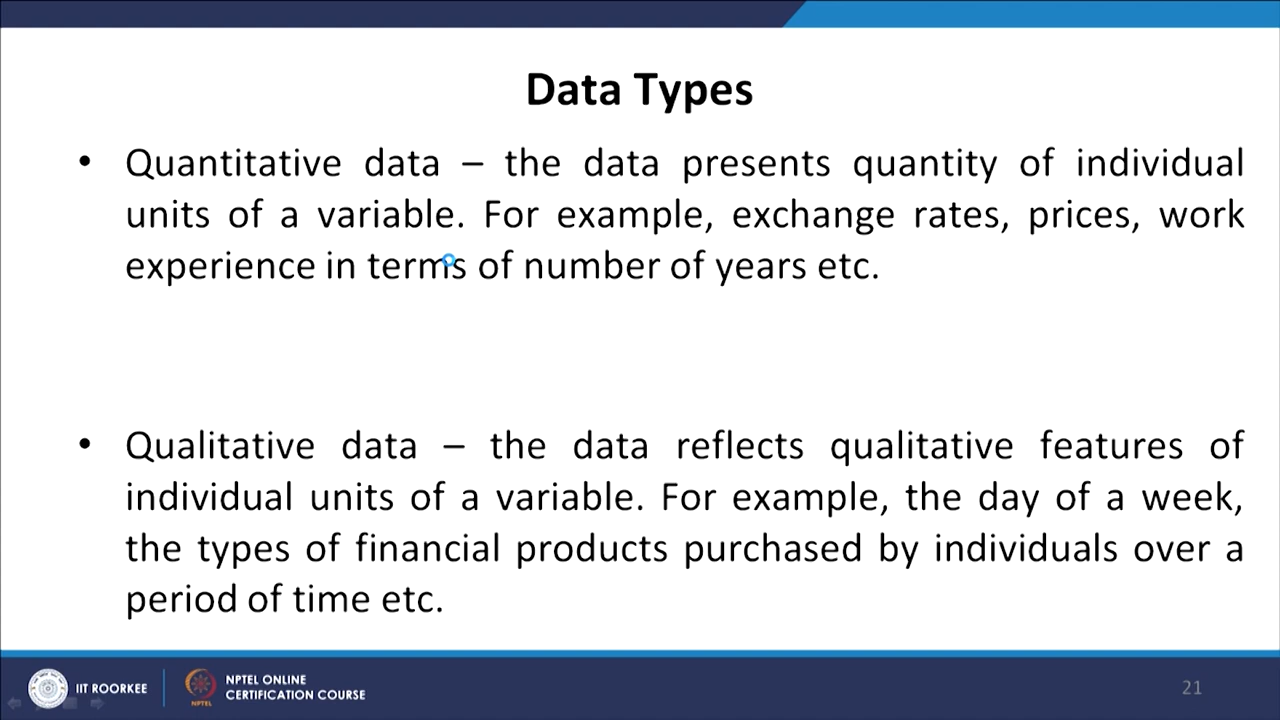 Data Types
• Quantitative data – the data presents quantity of individual
units of a variable. For example, exchange rates, prices, work
experience in terms of number of years etc.
• Qualitative data – the data reflects qualitative features of
individual units of a variable. For example, the day of a week,
the types of financial products purchased by individuals over a
period of time etc.
IIT ROORKEE
NPTEL
NPTEL ONLINE
CERTIFICATION COURSE
21